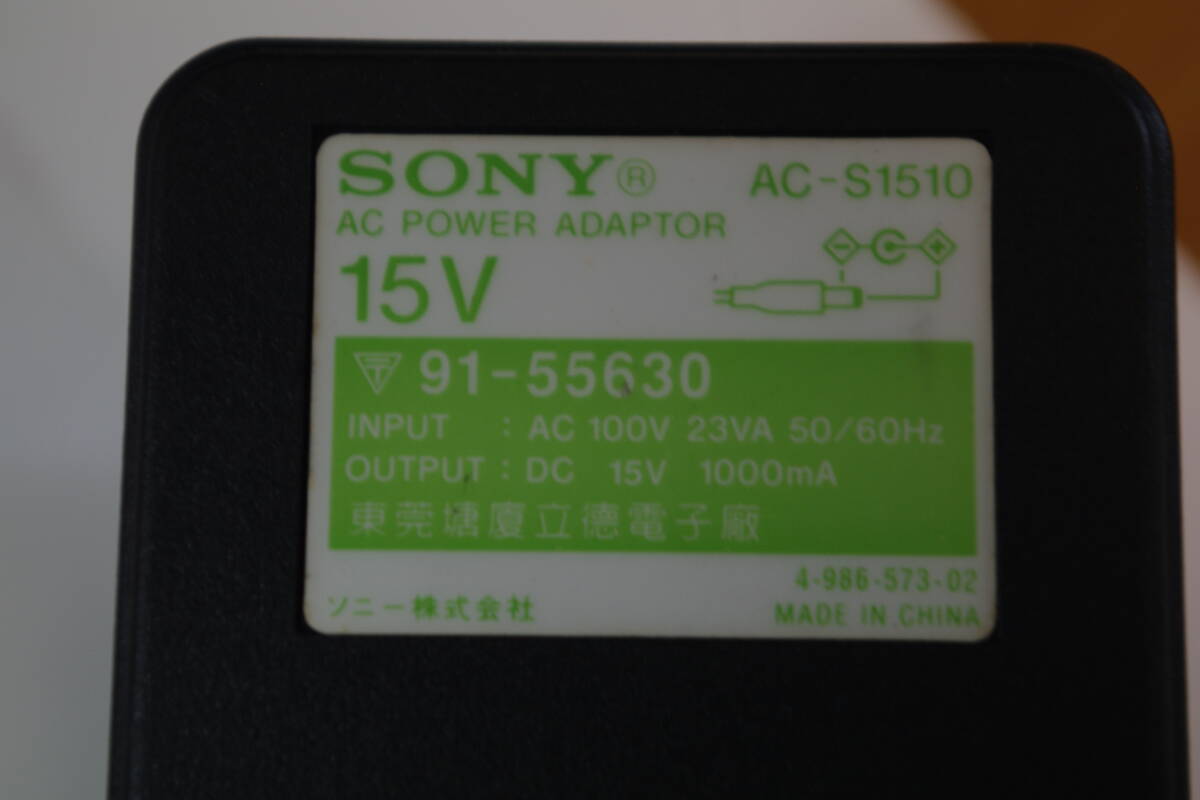 SONY® AC-S1510
AC POWER ADAPTOR
15V
91-55630
INPUT : AC 100V 23VA 50/60Hz
OUTPUT : DC 15V 1000mA
東莞塘廈立德電子廠
4-986-573-02
ソニー株式会社 MADE IN CHINA